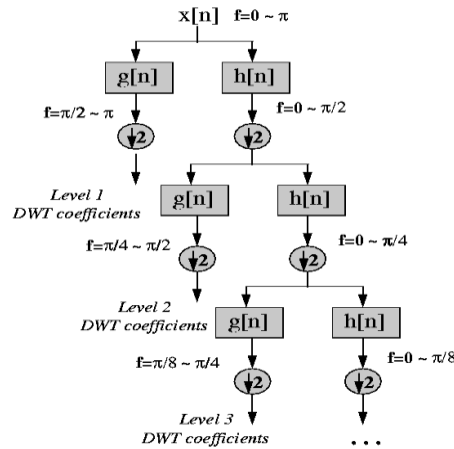 x[n] f=0 ~ π
g[n] h[n]
f=π/2 ~ π f=0 ~ π/2
↓2 ↓2
Level 1
DWT coefficients
g[n] h[n]
f=π/4 ~ π/2 f=0 ~ π/4
↓2 ↓2
Level 2
DWT coefficients
g[n] h[n]
f=π/8 ~ π/4 f=0 ~ π/8
↓2 ↓2
Level 3
DWT coefficients
...